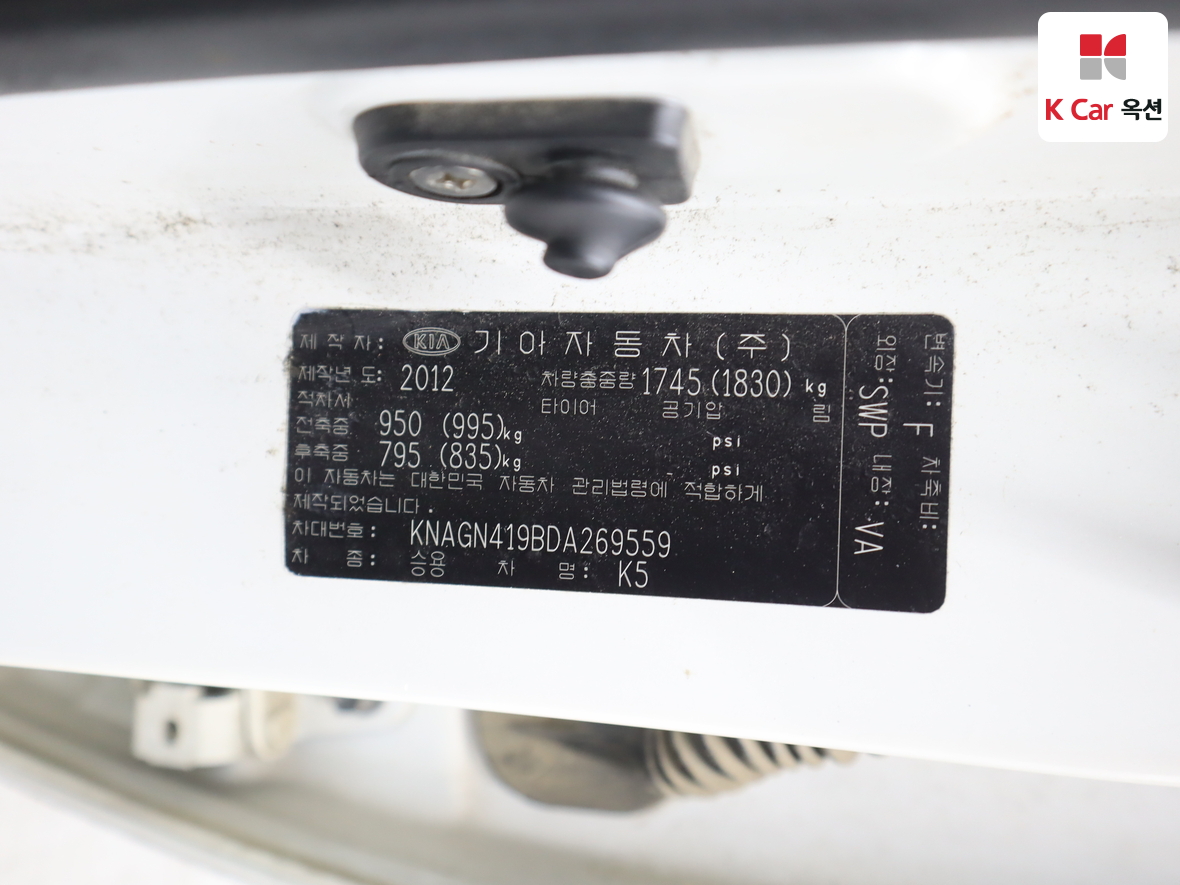 K Car 옥션
제 작 자: KIA 기 아 자 동 차 (주)
제작년 도: 2012 차량총중량 1745 (1830) kg
적차시 타이어 공기압 림
전축중 950 (995)kg psi
후축중 795 (835)kg - psi
이 자동차는 대한민국 자동차 관리법령에 적합하게
제작되었습니다.
차대번호: KNAGN419BDA269559
차 종: 승용 차 명: K5
변속기: F 차축비:
외장:SWP 내장: VA